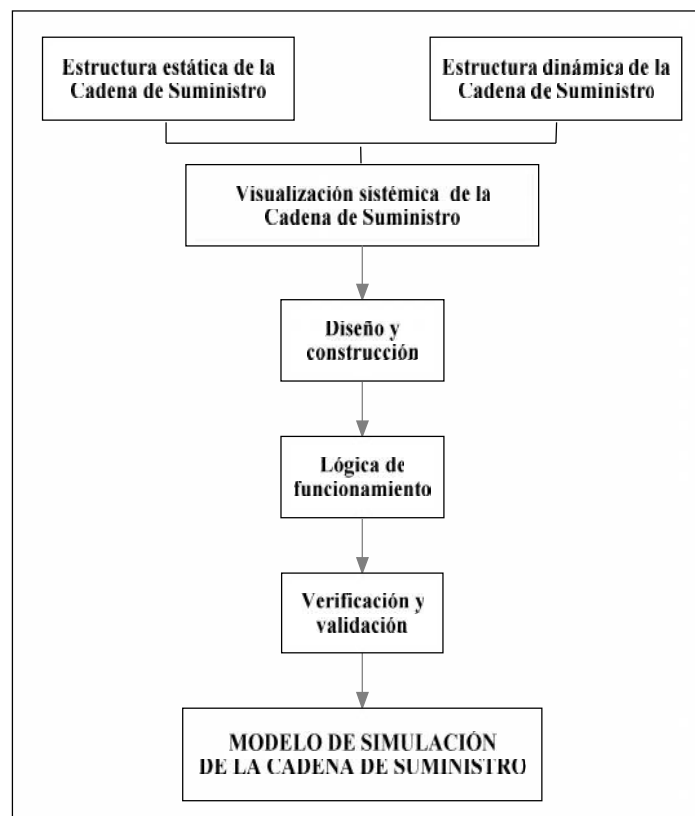 Estructura estática de la
Cadena de Suministro
Estructura dinámica de la
Cadena de Suministro
Visualización sistémica de la
Cadena de Suministro
Diseño y
construcción
Lógica de
funcionamiento
Verificación y
validación
MODELO DE SIMULACIÓN
DE LA CADENA DE SUMINISTRO